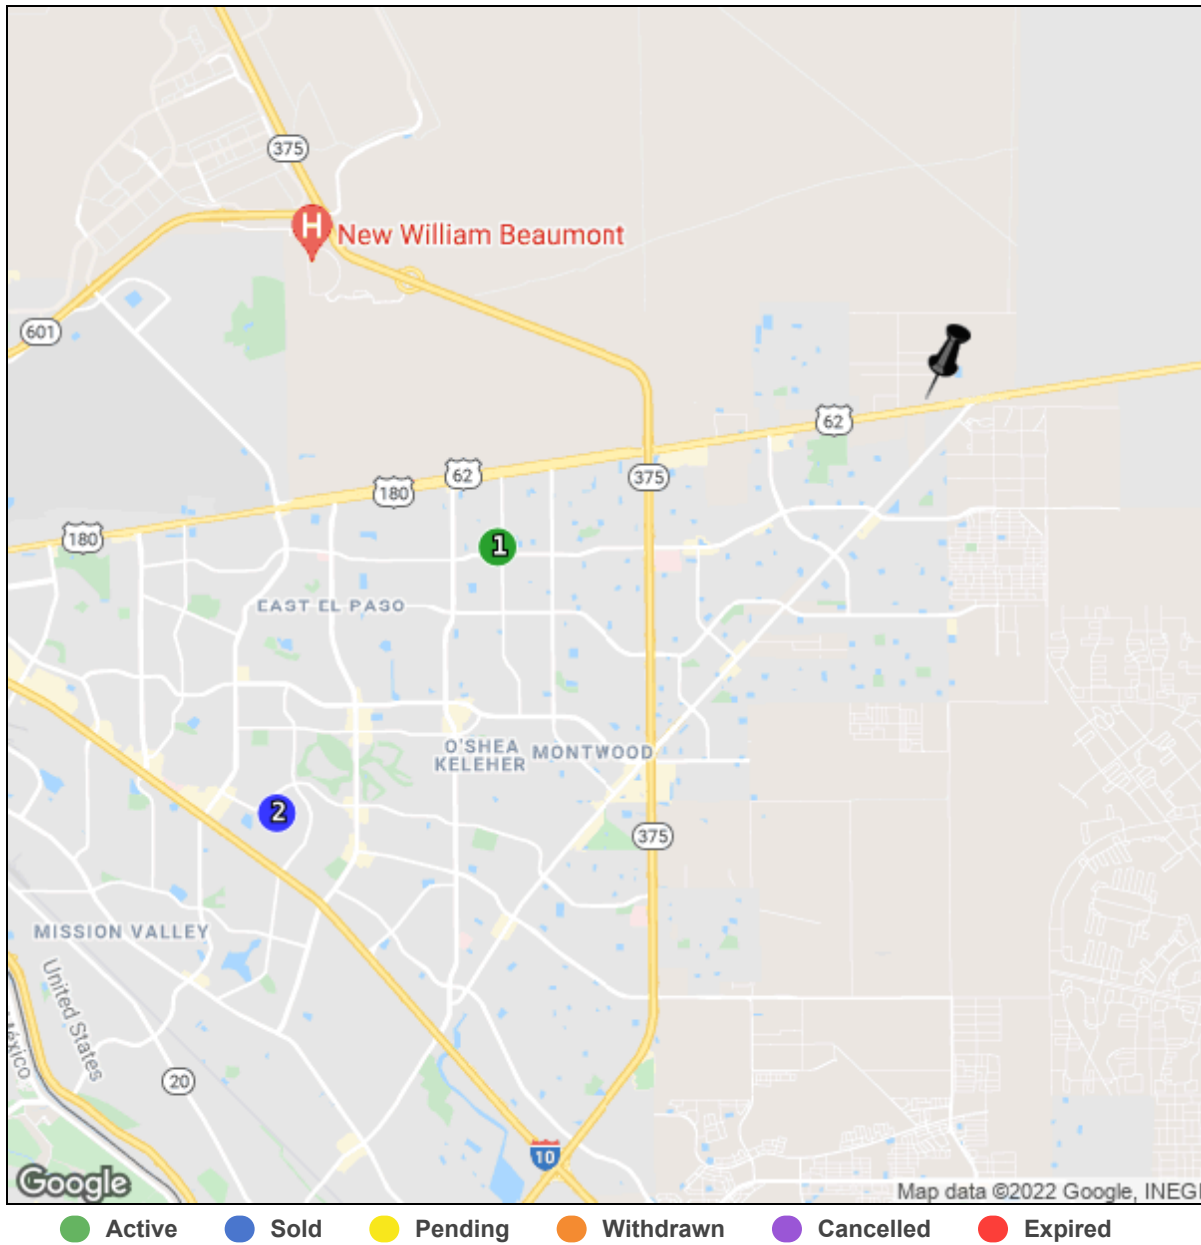 375
H
New William Beaumont
601
62
62
375
180
180
1
EAST EL PASO
O'SHEA
KELEHER
MONTWOOD
2
375
MISSION VALLEY
United States
México
20
10
Google
Map data ©2022 Google, INEGI
Active
Sold
Pending
Withdrawn
Cancelled
Expired